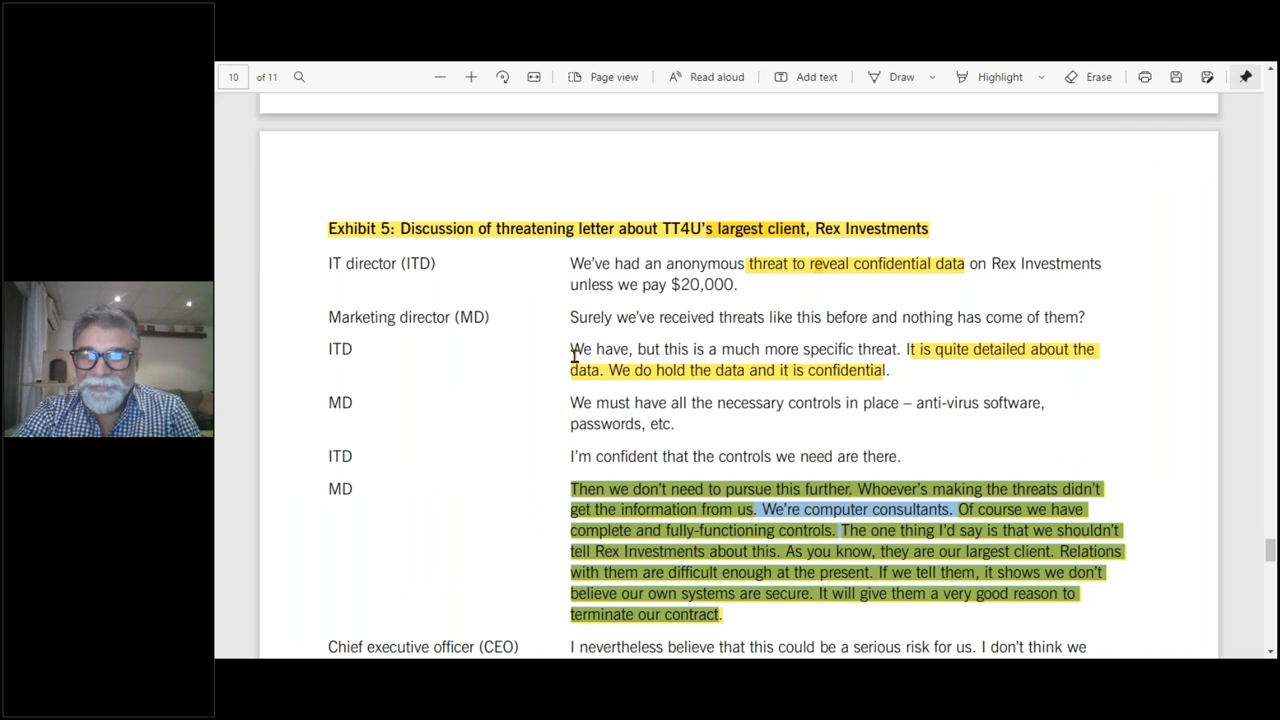 10 of 11 Page view Read aloud Add text Draw Highlight Erase
Exhibit 5: Discussion of threatening letter about TT4U's largest client, Rex Investments
IT director (ITD) We've had an anonymous threat to reveal confidential data on Rex Investments
unless we pay $20,000.
Marketing director (MD) Surely we've received threats like this before and nothing has come of them?
ITD We have, but this is a much more specific threat. It is quite detailed about the
data. We do hold the data and it is confidential.
MD We must have all the necessary controls in place – anti-virus software,
passwords, etc.
ITD I'm confident that the controls we need are there.
MD Then we don't need to pursue this further. Whoever's making the threats didn't
get the information from us. We're computer consultants. Of course we have
complete and fully-functioning controls. The one thing I'd say is that we shouldn't
tell Rex Investments about this. As you know, they are our largest client. Relations
with them are difficult enough at the present. If we tell them, it shows we don't
believe our own systems are secure. It will give them a very good reason to
terminate our contract.
Chief executive officer (CEO) I nevertheless believe that this could be a serious risk for us. I don't think we